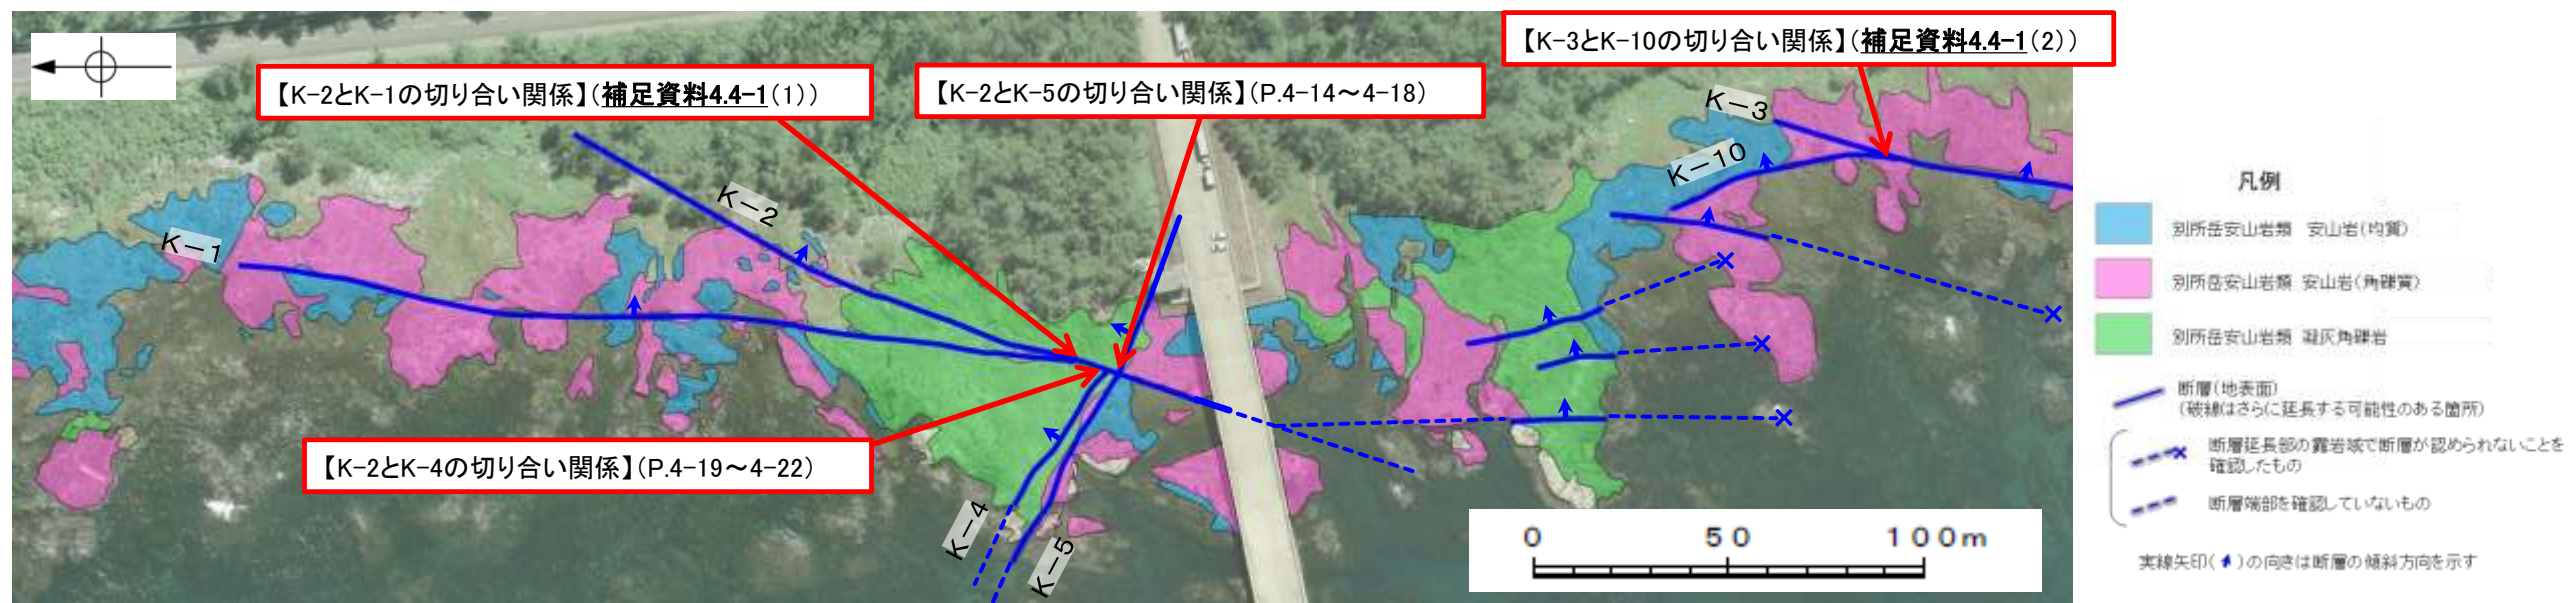 【K-3とK-10の切り合い関係】(補足資料4.4-1(2))
【K-2とK-1の切り合い関係】(補足資料4.4-1(1))
【K-2とK-5の切り合い関係】(P.4-14～4-18)
K-3
K-10
K-2
K-1
【K-2とK-4の切り合い関係】(P.4-19～4-22)
K-4
K-5
0 50 100m
凡例
別所岳安山岩類 安山岩(均質)
別所岳安山岩類 安山岩(角礫質)
別所岳安山岩類 凝灰角礫岩
断層(地表面)
(破線はさらに延長する可能性のある箇所)
断層延長部の露岩域で断層が認められないことを
確認したもの
断層端部を確認していないもの
実線矢印( )の向きは断層の傾斜方向を示す